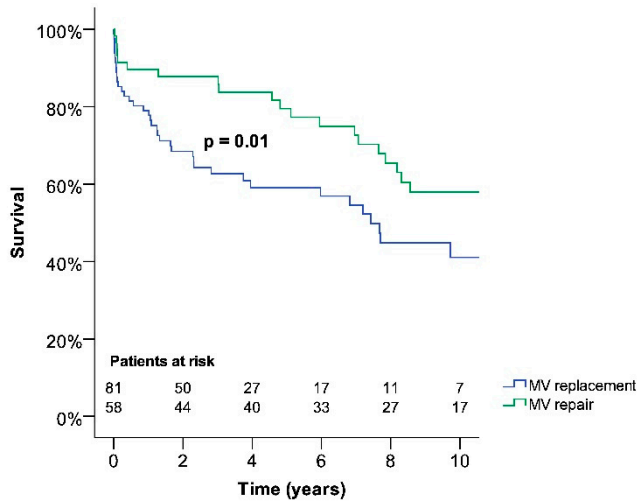 100%
80%
60%
40%
20%
0%
Survival
p = 0.01
Patients at risk
81 50 27 17 11 7
58 44 40 33 27 17
0 2 4 6 8 10
Time (years)
MV replacement
MV repair